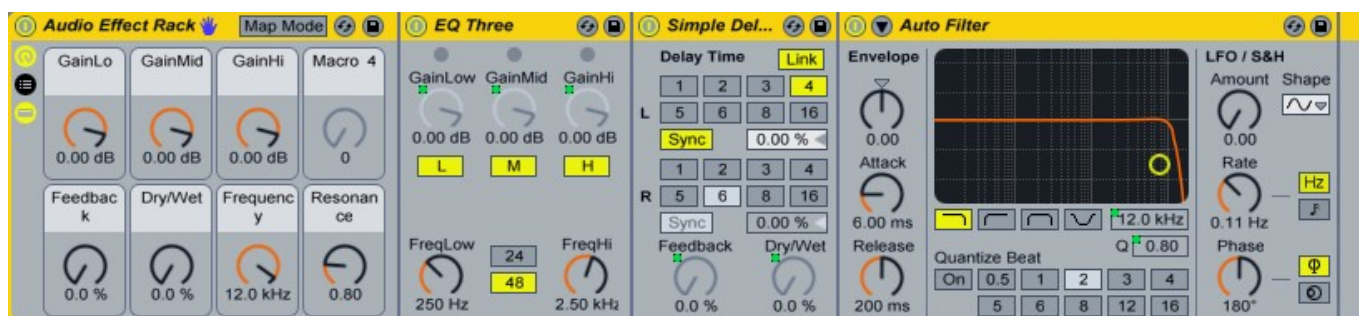 Audio Effect Rack Map Mode
GainLo GainMid GainHi Macro 4
0.00 dB 0.00 dB 0.00 dB 0
Feedbac
k Dry/Wet Frequenc
y Resonan
ce
0.0 % 0.0 % 12.0 kHz 0.80
EQ Three
GainLow GainMid GainHi
0.00 dB 0.00 dB 0.00 dB
L M H
FreqLow 24 FreqHi
48
250 Hz 2.50 kHz
Simple Del...
Delay Time Link
1 2 3 4
L 5 6 8 16
Sync 0.00 %
1 2 3 4
R 5 6 8 16
Sync 0.00 %
Feedback Dry/Wet
0.0 % 0.0 %
Auto Filter
Envelope
0.00
Attack
6.00 ms
Release
200 ms
12.0 kHz
Q 0.80
Quantize Beat
On 0.5 1 2 3 4
5 6 8 12 16
LFO / S&H
Amount Shape
0.00
Rate
Hz
0.11 Hz
Phase
180°